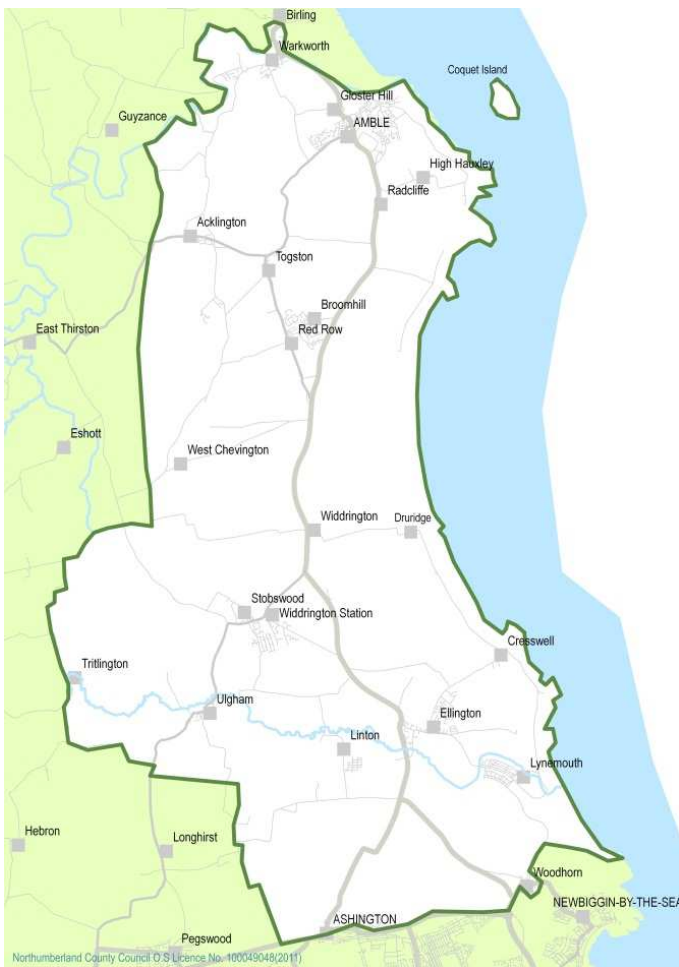 Birling
Warkworth
Coquet Island
Gloster Hill
Guyzance
AMBLE
High Hauxley
Radcliffe
Acklington
Togston
Broomhill
East Thirston
Red Row
Eshott
West Chevington
Widdrington
Druridge
Stobswood
Widdrington Station
Cresswell
Tritlington
Ulgham
Ellington
Linton
Lynemouth
Hebron
Longhirst
Woodhorn
NEWBIGGIN-BY-THE-SEA
ASHINGTON
Pegswood
Northumberland County Council O.S Licence No. 100049048(2011)